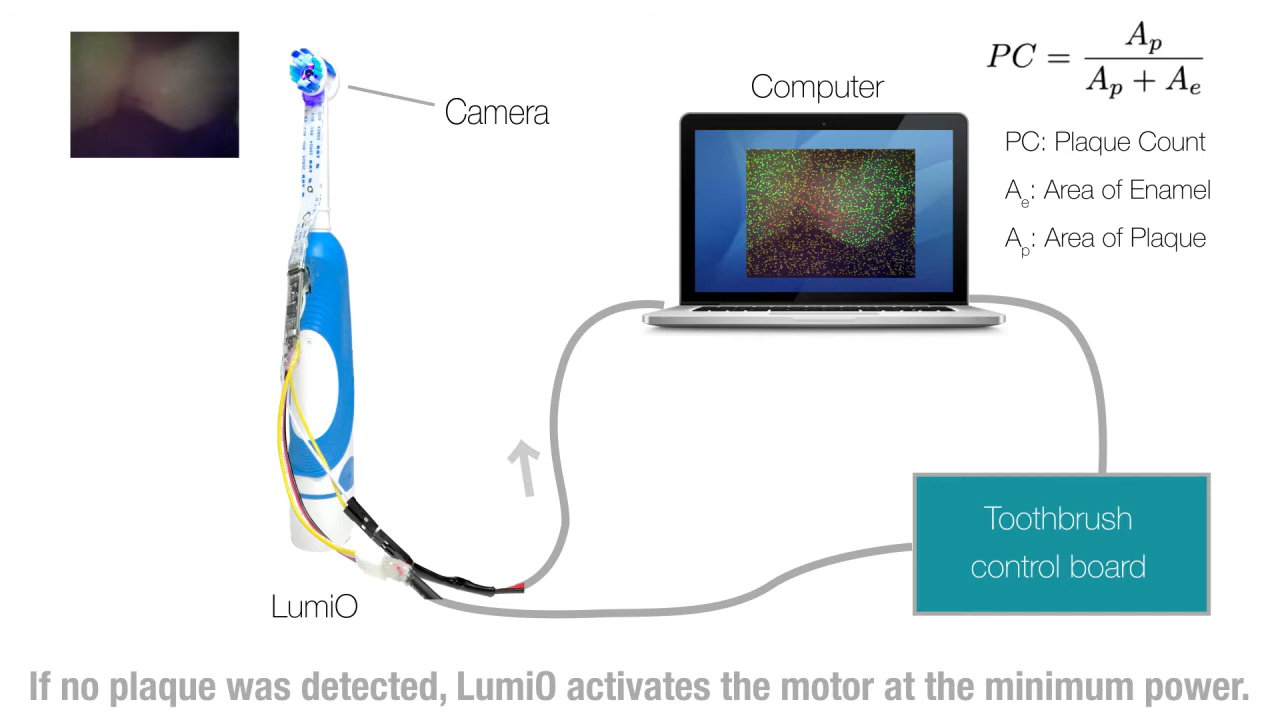 Camera
Computer
PC = A_p / (A_p + A_e)
PC: Plaque Count
A_e: Area of Enamel
A_p: Area of Plaque
Toothbrush
control board
LumiO
If no plaque was detected, LumiO activates the motor at the minimum power.